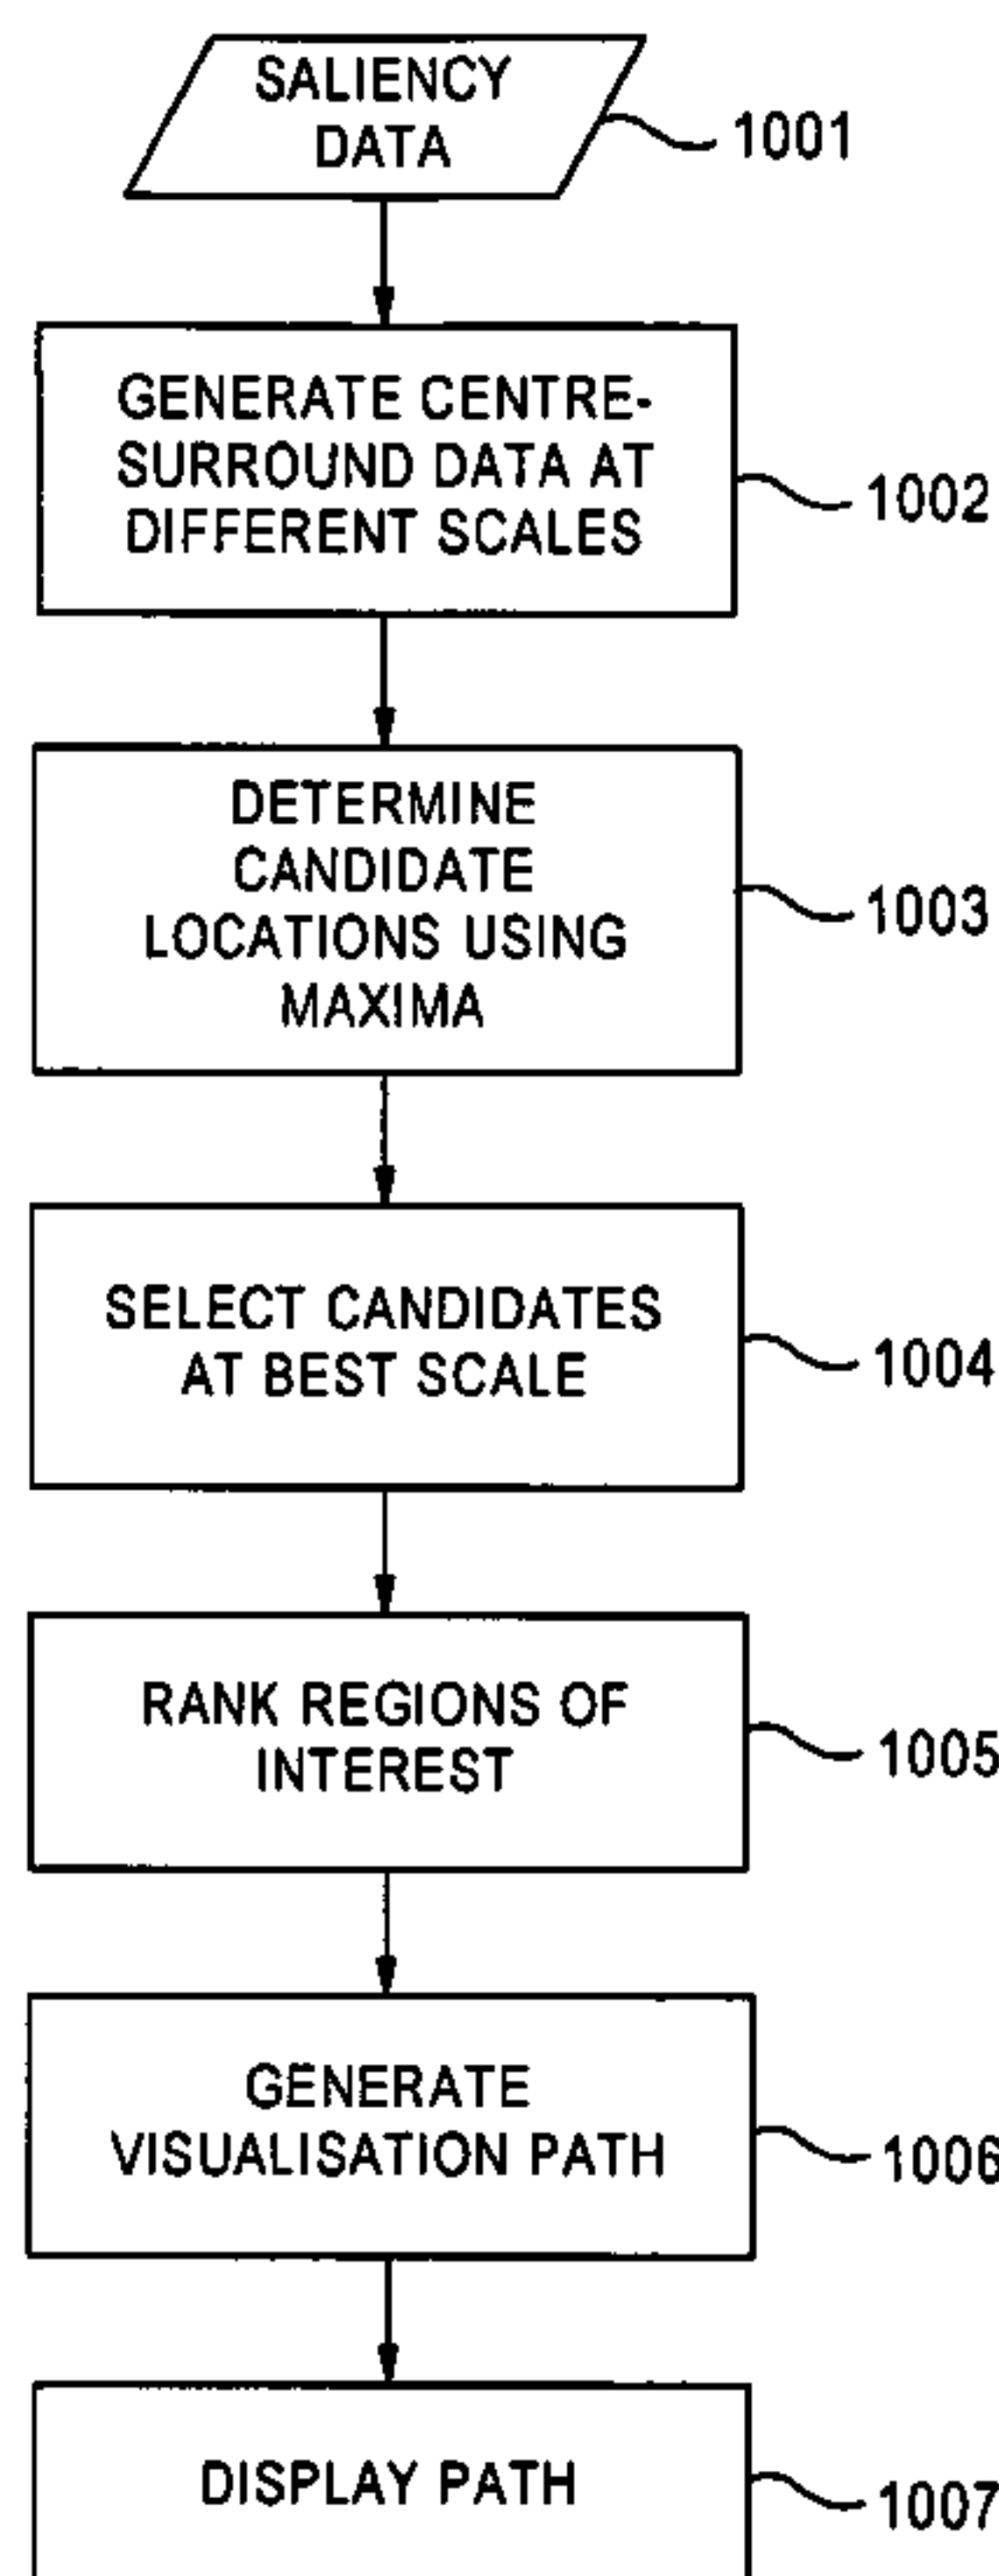 SALIENCY
DATA
1001
GENERATE CENTRE-
SURROUND DATA AT
DIFFERENT SCALES
1002
DETERMINE
CANDIDATE
LOCATIONS USING
MAXIMA
1003
SELECT CANDIDATES
AT BEST SCALE
1004
RANK REGIONS OF
INTEREST
1005
GENERATE
VISUALISATION PATH
1006
DISPLAY PATH
1007